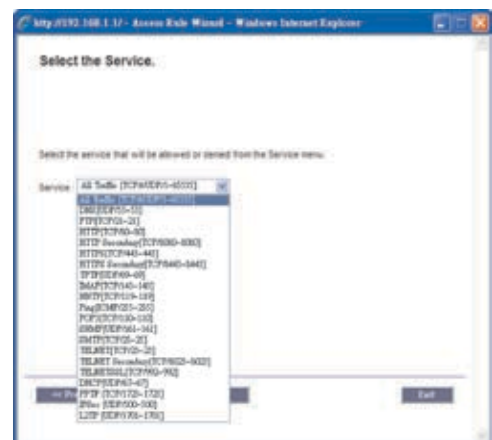 http://192.168.1.1/ - Access Rule Wizard - Windows Internet Explorer
Select the Service.
Select the service that will be allowed or denied from the Service menu.
Service All Traffic [TCP&UDP/1~65535]
All Traffic [TCP&UDP/1~65535]
DNS [UDP/53~53]
FTP [TCP/21~21]
HTTP [TCP/80~80]
HTTP Secondary [TCP/8080~8080]
HTTPS [TCP/443~443]
HTTPS Secondary [TCP/8443~8443]
TFTP [UDP/69~69]
IMAP [TCP/143~143]
NNTP [TCP/119~119]
Ping [ICMP/255~255]
POP3 [TCP/110~110]
SNMP [UDP/161~161]
SMTP [TCP/25~25]
TELNET [TCP/23~23]
TELNET Secondary [TCP/8023~8023]
TELNETSSL [TCP/992~992]
DHCP [UDP/67~67]
PPTP [TCP/1723~1723]
IPSec [UDP/500~500]
L2TP [UDP/1701~1701]
Exit